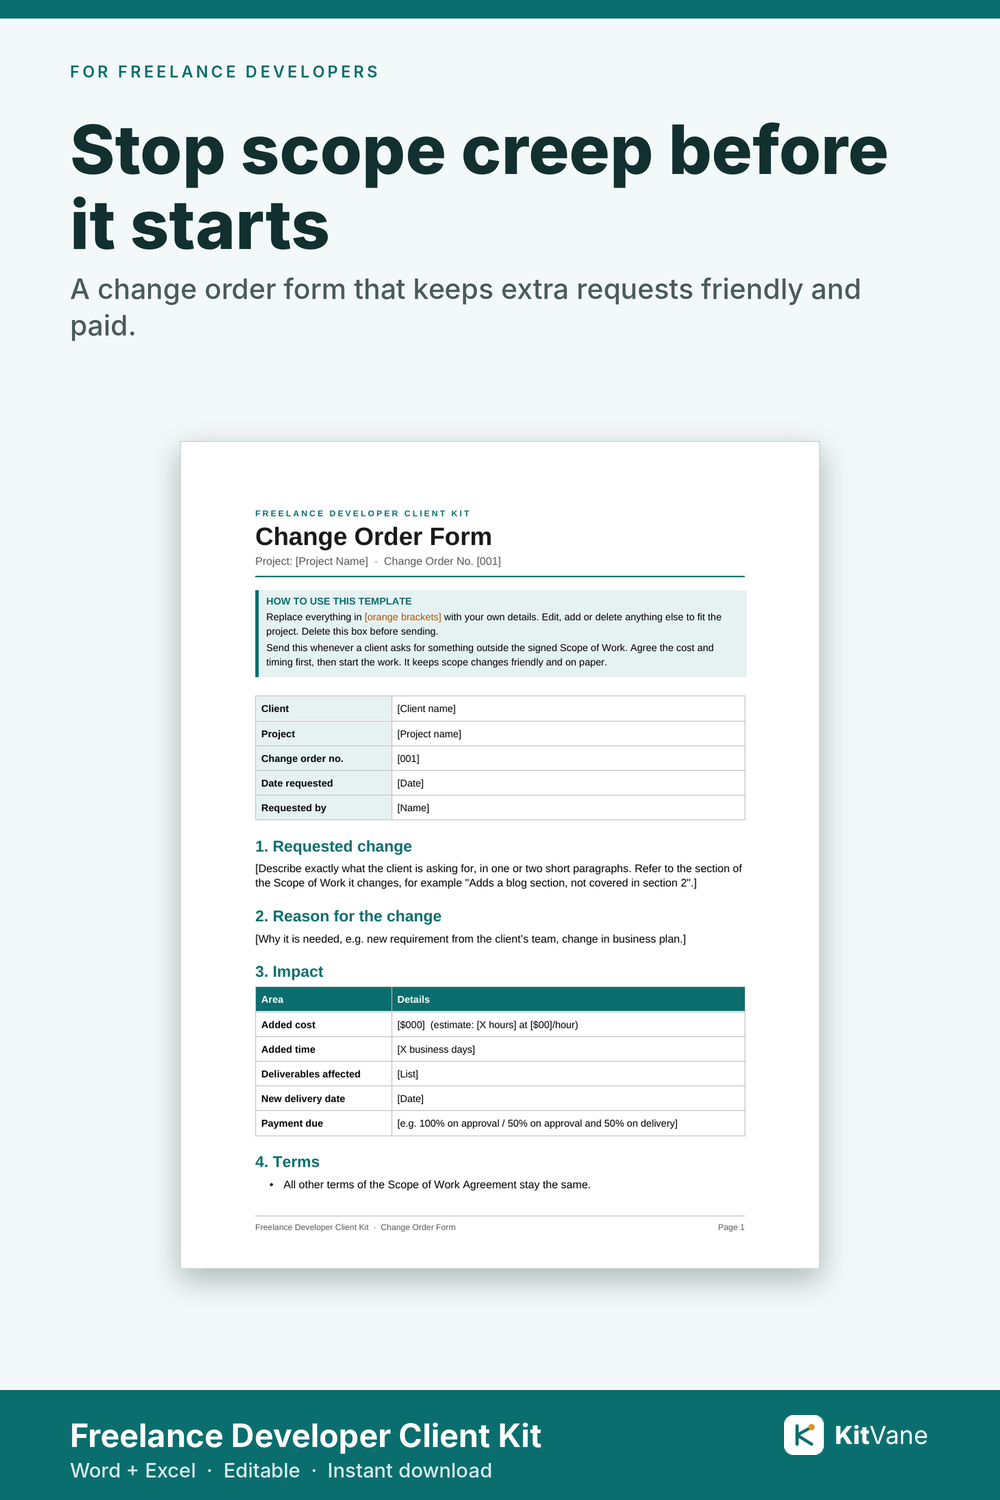 FOR FREELANCE DEVELOPERS
Stop scope creep before
it starts
A change order form that keeps extra requests friendly and
paid.
FREELANCE DEVELOPER CLIENT KIT
Change Order Form
Project: [Project Name] · Change Order No. [001]
HOW TO USE THIS TEMPLATE
Replace everything in [orange brackets] with your own details. Edit, add or delete anything else to fit the
project. Delete this box before sending.
Send this whenever a client asks for something outside the signed Scope of Work. Agree the cost and
timing first, then start the work. It keeps scope changes friendly and on paper.
Client [Client name]
Project [Project name]
Change order no. [001]
Date requested [Date]
Requested by [Name]
1. Requested change
[Describe exactly what the client is asking for, in one or two short paragraphs. Refer to the section of
the Scope of Work it changes, for example "Adds a blog section, not covered in section 2".]
2. Reason for the change
[Why it is needed, e.g. new requirement from the client's team, change in business plan.]
3. Impact
Area Details
Added cost [$000] (estimate: [X hours] at [$00]/hour)
Added time [X business days]
Deliverables affected [List]
New delivery date [Date]
Payment due [e.g. 100% on approval / 50% on approval and 50% on delivery]
4. Terms
• All other terms of the Scope of Work Agreement stay the same.
Freelance Developer Client Kit · Change Order Form Page 1
Freelance Developer Client Kit
KitVane
Word + Excel · Editable · Instant download